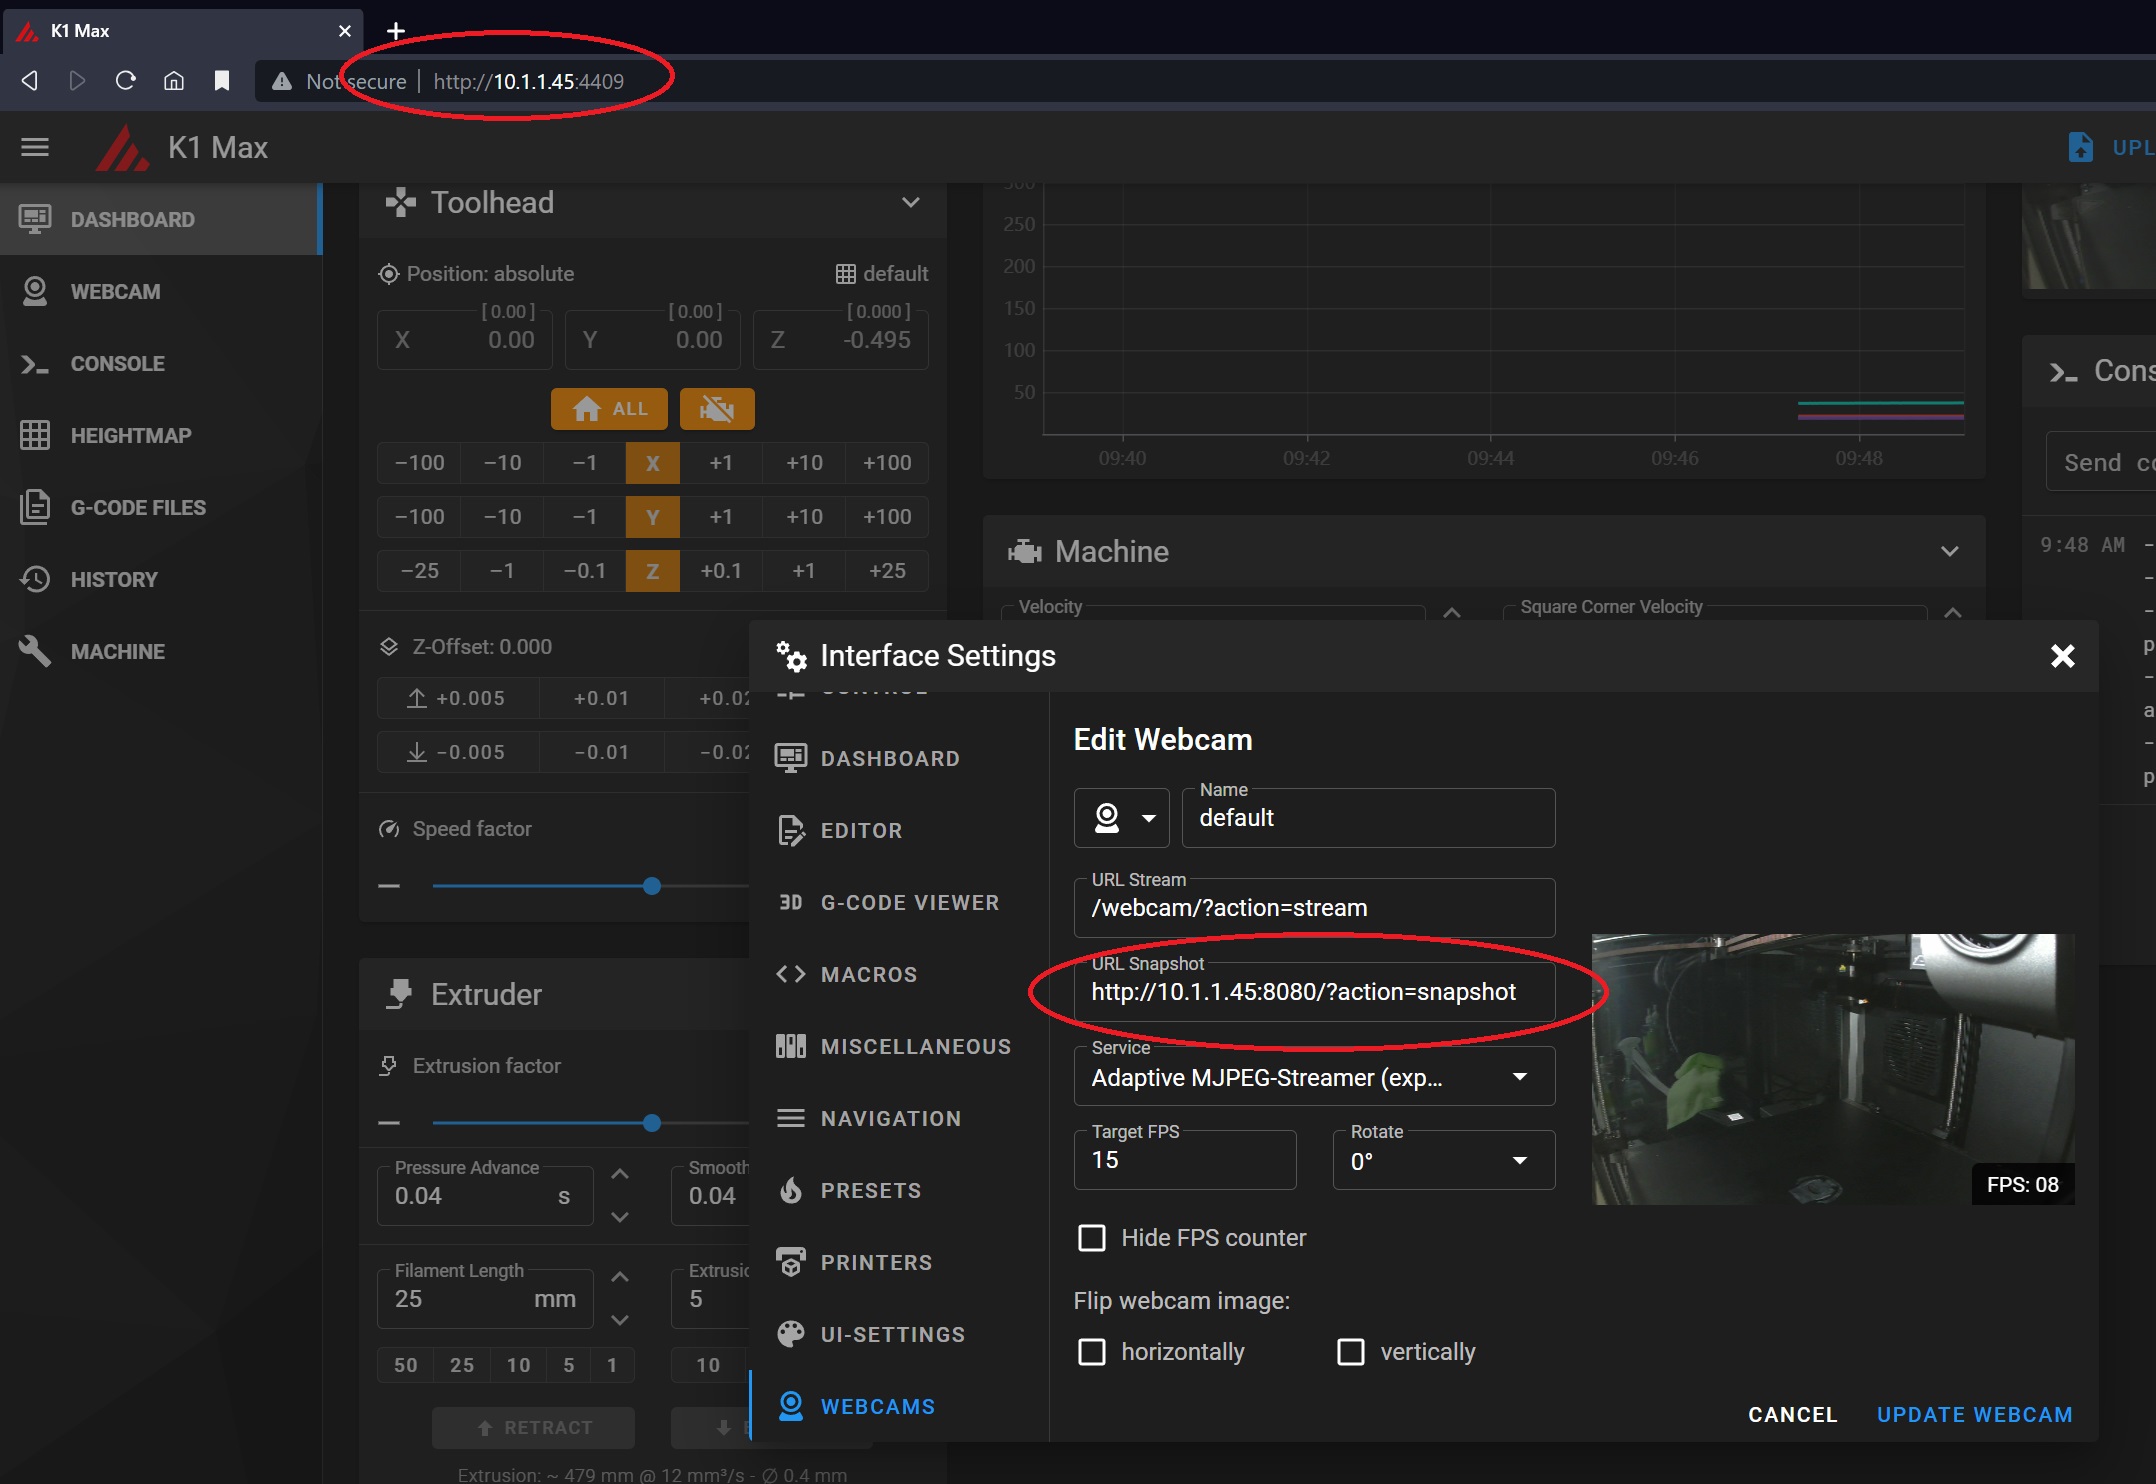 K1 Max
Not secure http://10.1.1.45:4409
K1 Max
UPL
DASHBOARD
WEBCAM
CONSOLE
HEIGHTMAP
G-CODE FILES
HISTORY
MACHINE
Toolhead
Position: absolute
default
[ 0.00 ]
X 0.00
[ 0.00 ]
Y 0.00
[ 0.000 ]
Z -0.495
ALL
−100 −10 −1 X +1 +10 +100
−100 −10 −1 Y +1 +10 +100
−25 −1 −0.1 Z +0.1 +1 +25
Z-Offset: 0.000
+0.005 +0.01 +0.02
−0.005 −0.01 −0.02
Speed factor
Extruder
Extrusion factor
Pressure Advance
0.04 s
Smooth
0.04
Filament Length
25 mm
Extrusio
5
50 25 10 5 1
10
RETRACT
Extrusion: ~ 479 mm @ 12 mm³/s - ∅ 0.4 mm
300
250
200
150
100
50
09:40 09:42 09:44 09:46 09:48
Machine
Velocity
Square Corner Velocity
Cons
Send co
9:48 AM
Interface Settings
CONTROL
DASHBOARD
EDITOR
3D G-CODE VIEWER
MACROS
MISCELLANEOUS
NAVIGATION
PRESETS
PRINTERS
UI-SETTINGS
WEBCAMS
Edit Webcam
Name
default
URL Stream
/webcam/?action=stream
URL Snapshot
http://10.1.1.45:8080/?action=snapshot
Service
Adaptive MJPEG-Streamer (exp...
Target FPS
15
Rotate
0°
Hide FPS counter
Flip webcam image:
horizontally
vertically
FPS: 08
CANCEL
UPDATE WEBCAM